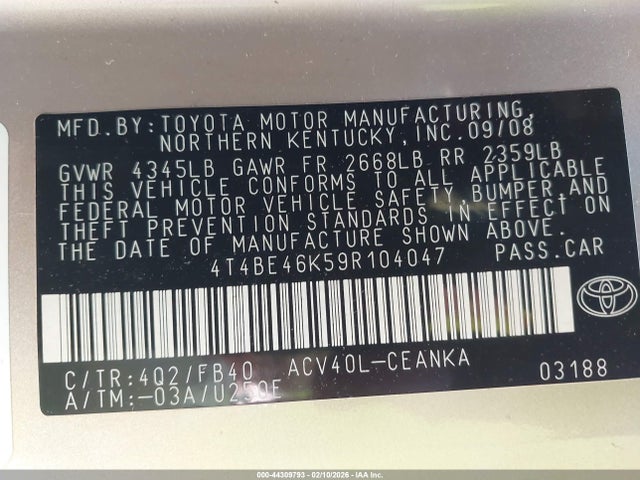 MFD.BY:TOYOTA MOTOR MANUFACTURING,
NORTHERN KENTUCKY,INC.09/08
GVWR 4345LB GAWR FR 2668LB RR 2359LB
THIS VEHICLE CONFORMS TO ALL APPLICABLE
FEDERAL MOTOR VEHICLE SAFETY,BUMPER,AND
THEFT PREVENTION STANDARDS IN EFFECT ON
THE DATE OF MANUFACTURE SHOWN ABOVE.
4T4BE46K59R104047 PASS.CAR
C/TR:4Q2/FB40 ACV40L-CEANKA
A/TM:-03A/U250E 03188
000-44309793 - 02/10/2026 - IAA Inc.